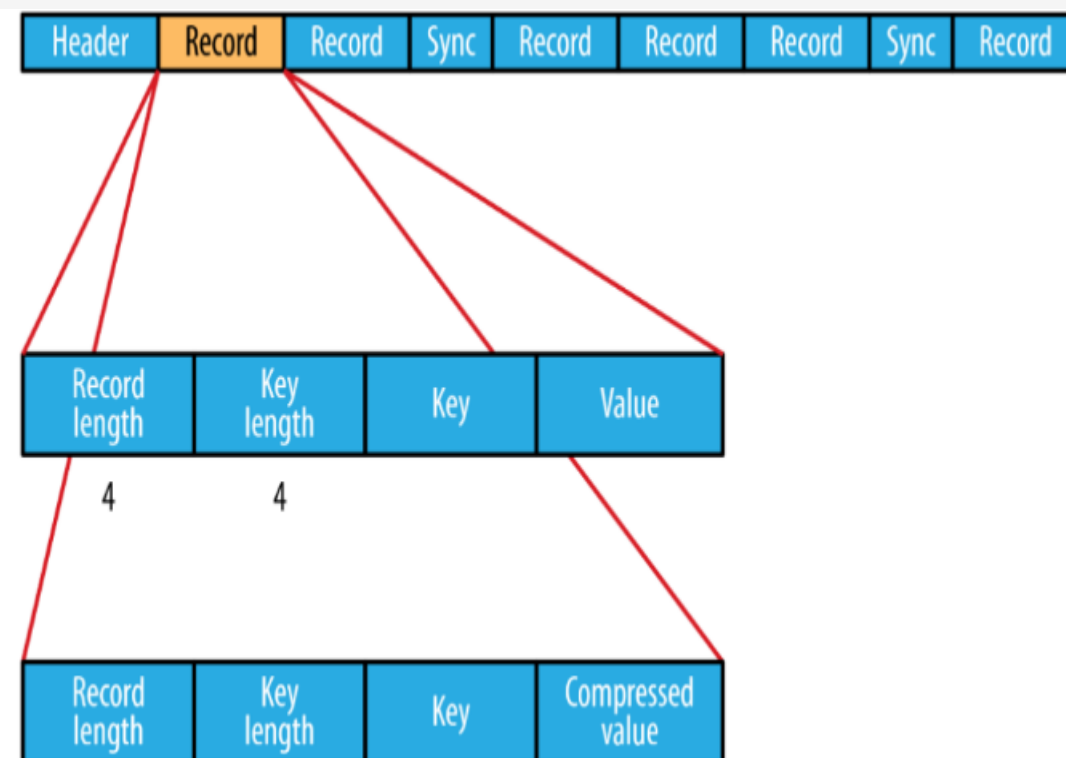 Header Record Record Sync Record Record Record Sync Record
Record length
Key length
Key
Value
4
4
Record length
Key length
Key
Compressed value